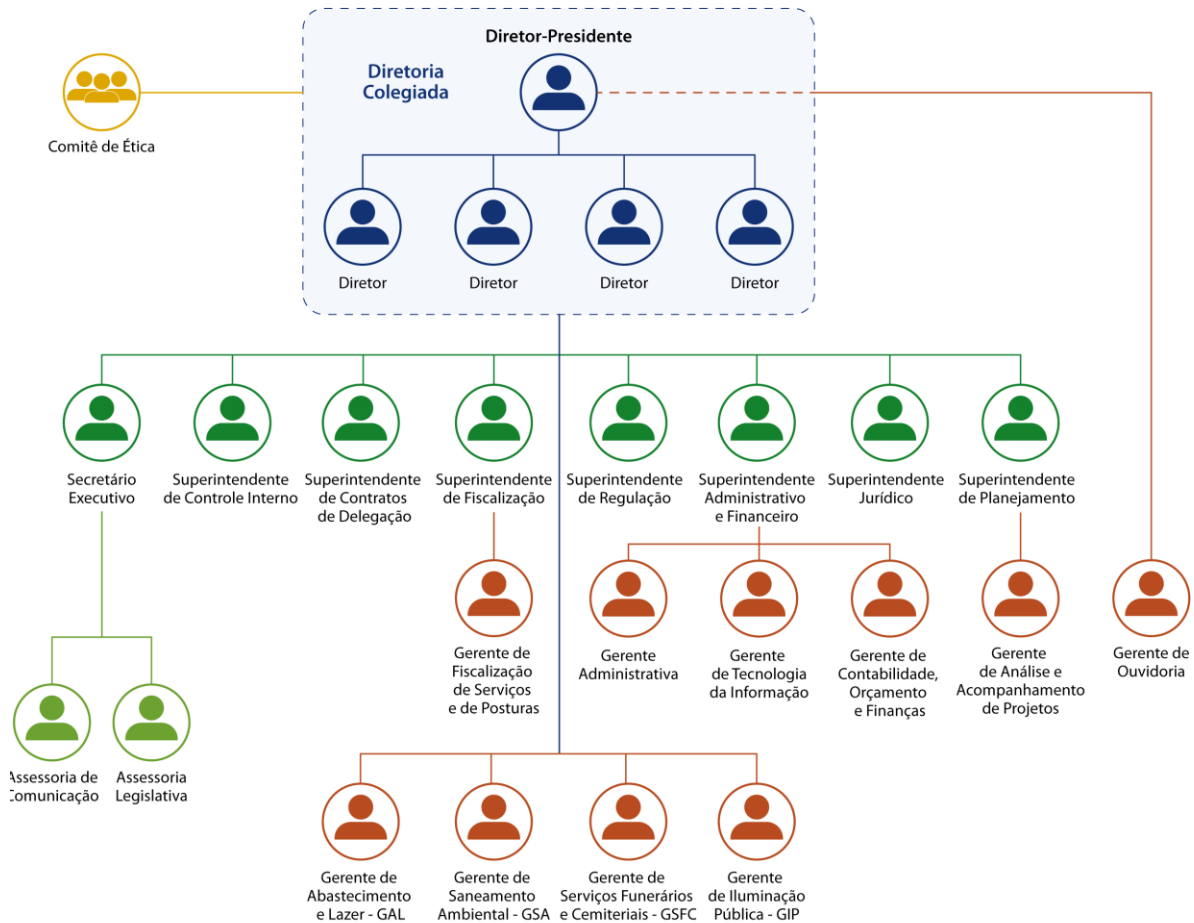 Diretor-Presidente
Diretoria
Colegiada
Comitê de Ética
Diretor
Diretor
Diretor
Diretor
Secretário
Executivo
Superintendente
de Controle Interno
Superintendente
de Contratos
de Delegação
Superintendente
de Fiscalização
Superintendente
de Regulação
Superintendente
Administrativo
e Financeiro
Superintendente
Jurídico
Superintendente
de Planejamento
Gerente de
Fiscalização
de Serviços
e de Posturas
Gerente
Administrativa
Gerente
de Tecnologia
da Informação
Gerente de
Contabilidade,
Orçamento
e Finanças
Gerente
de Análise e
Acompanhamento
de Projetos
Gerente de
Ouvidoria
Assessoria de
Comunicação
Assessoria
Legislativa
Gerente de
Abastecimento
e Lazer - GAL
Gerente de
Saneamento
Ambiental - GSA
Gerente de
Serviços Funerários
e Cemiteriais - GSFC
Gerente
de Iluminação
Pública - GIP